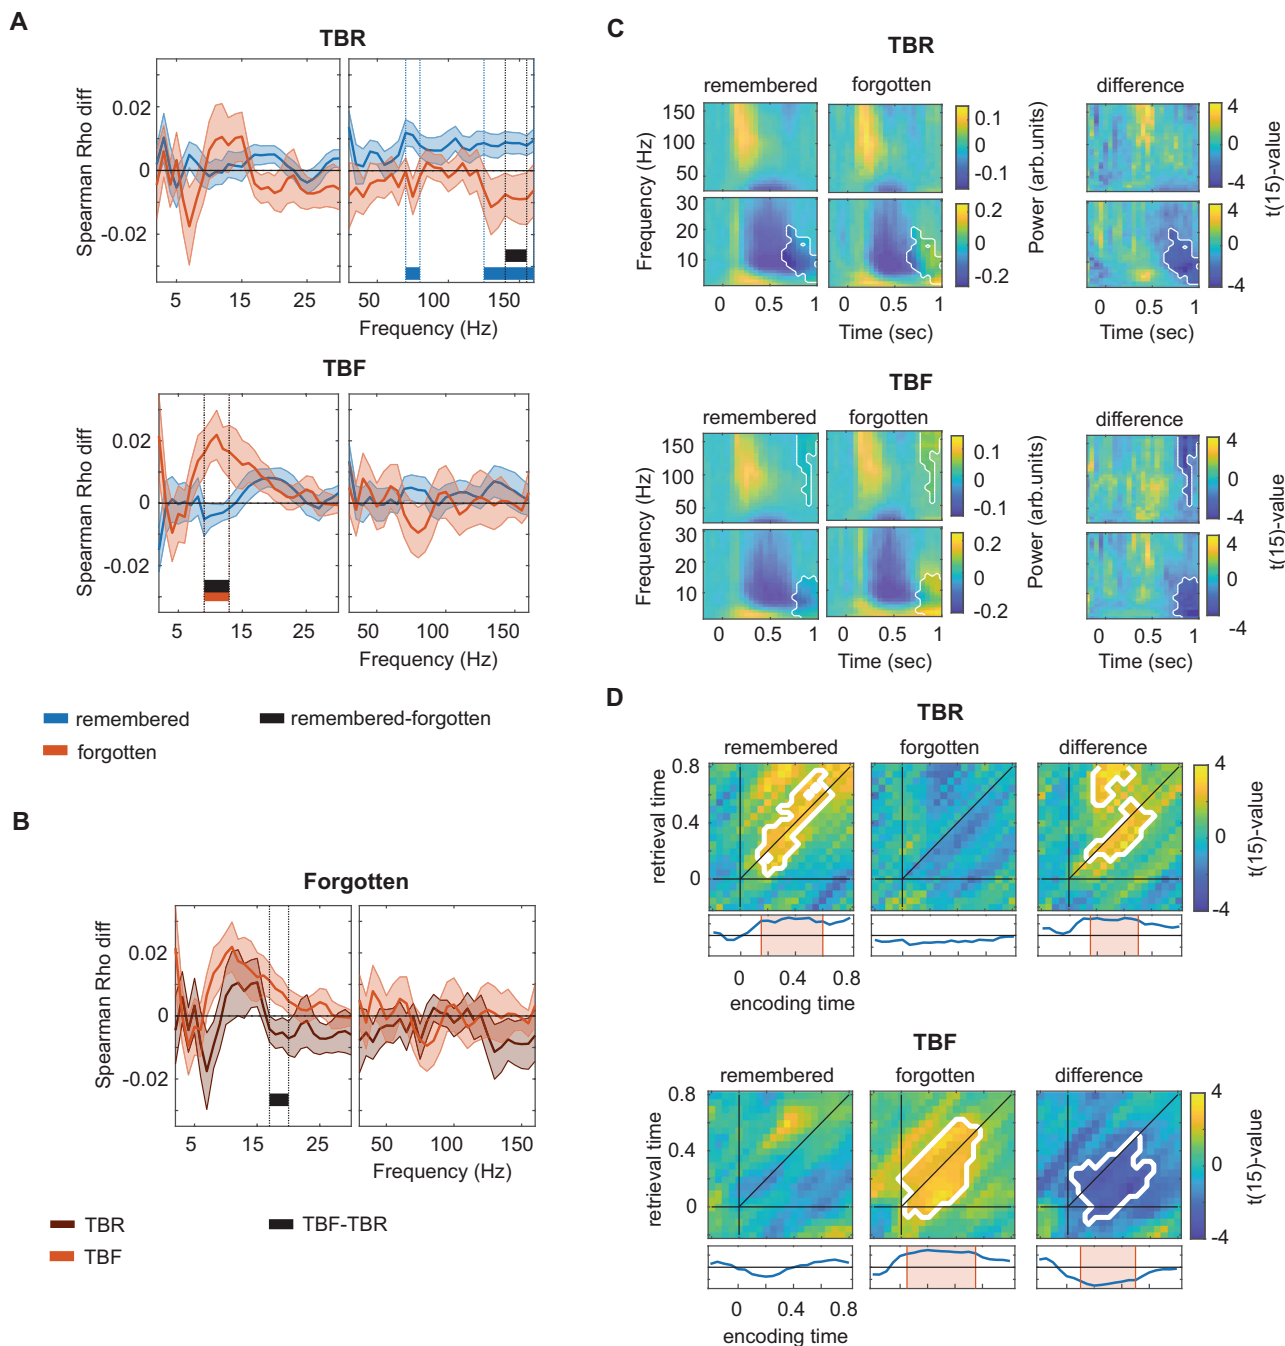 A
TBR
Spearman Rho diff
0.02
0
-0.02
5 15 25 50 100 150
Frequency (Hz)
TBF
Spearman Rho diff
0.02
0
-0.02
5 15 25 50 100 150
Frequency (Hz)
remembered
remembered-forgotten
forgotten
B
Forgotten
Spearman Rho diff
0.02
0
-0.02
5 15 25 50 100 150
Frequency (Hz)
TBR
TBF-TBR
TBF
C
TBR
remembered forgotten difference
Frequency (Hz)
150
100
50
30
20
10
0.1
0
-0.1
0.2
0
-0.2
Power (arb.units)
4
0
-4
4
0
-4
t(15)-value
0 0.5 1 0 0.5 1 0 0.5 1
Time (sec) Time (sec) Time (sec)
TBF
remembered forgotten difference
Frequency (Hz)
150
100
50
30
20
10
0.1
0
-0.1
0.2
0
-0.2
Power (arb.units)
4
0
-4
4
0
-4
t(15)-value
0 0.5 1 0 0.5 1 0 0.5 1
Time (sec) Time (sec) Time (sec)
D
TBR
remembered forgotten difference
retrieval time
0.8
0.4
0
4
0
-4
t(15)-value
0 0.4 0.8
encoding time
TBF
remembered forgotten difference
retrieval time
0.8
0.4
0
4
0
-4
t(15)-value
0 0.4 0.8
encoding time